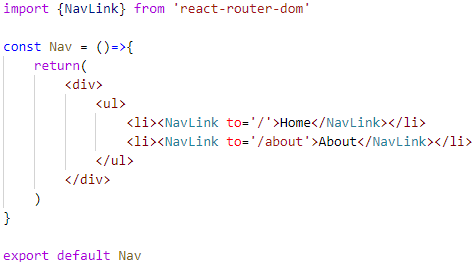 import {NavLink} from 'react-router-dom'
const Nav = ()=>{
return(
<div>
<ul>
<li><NavLink to='/'>Home</NavLink></li>
<li><NavLink to='/about'>About</NavLink></li>
</ul>
</div>
)
}
export default Nav